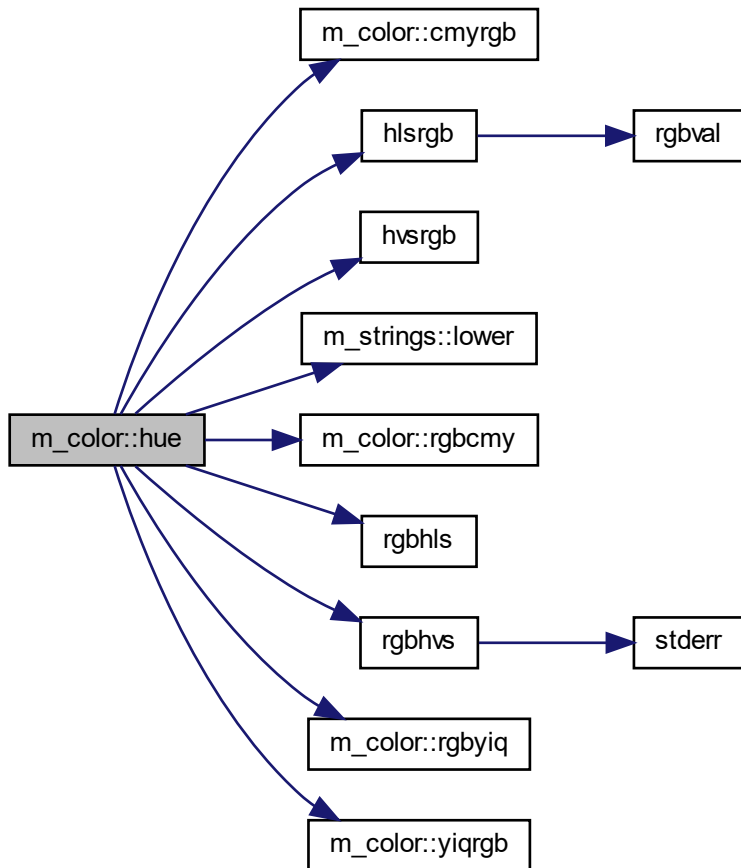 m_color::cmyrgb
hlsrgb
rgbval
hvsrgb
m_strings::lower
m_color::hue
m_color::rgbcmy
rgbhls
rgbhvs
stderr
m_color::rgbyiq
m_color::yiqrgb